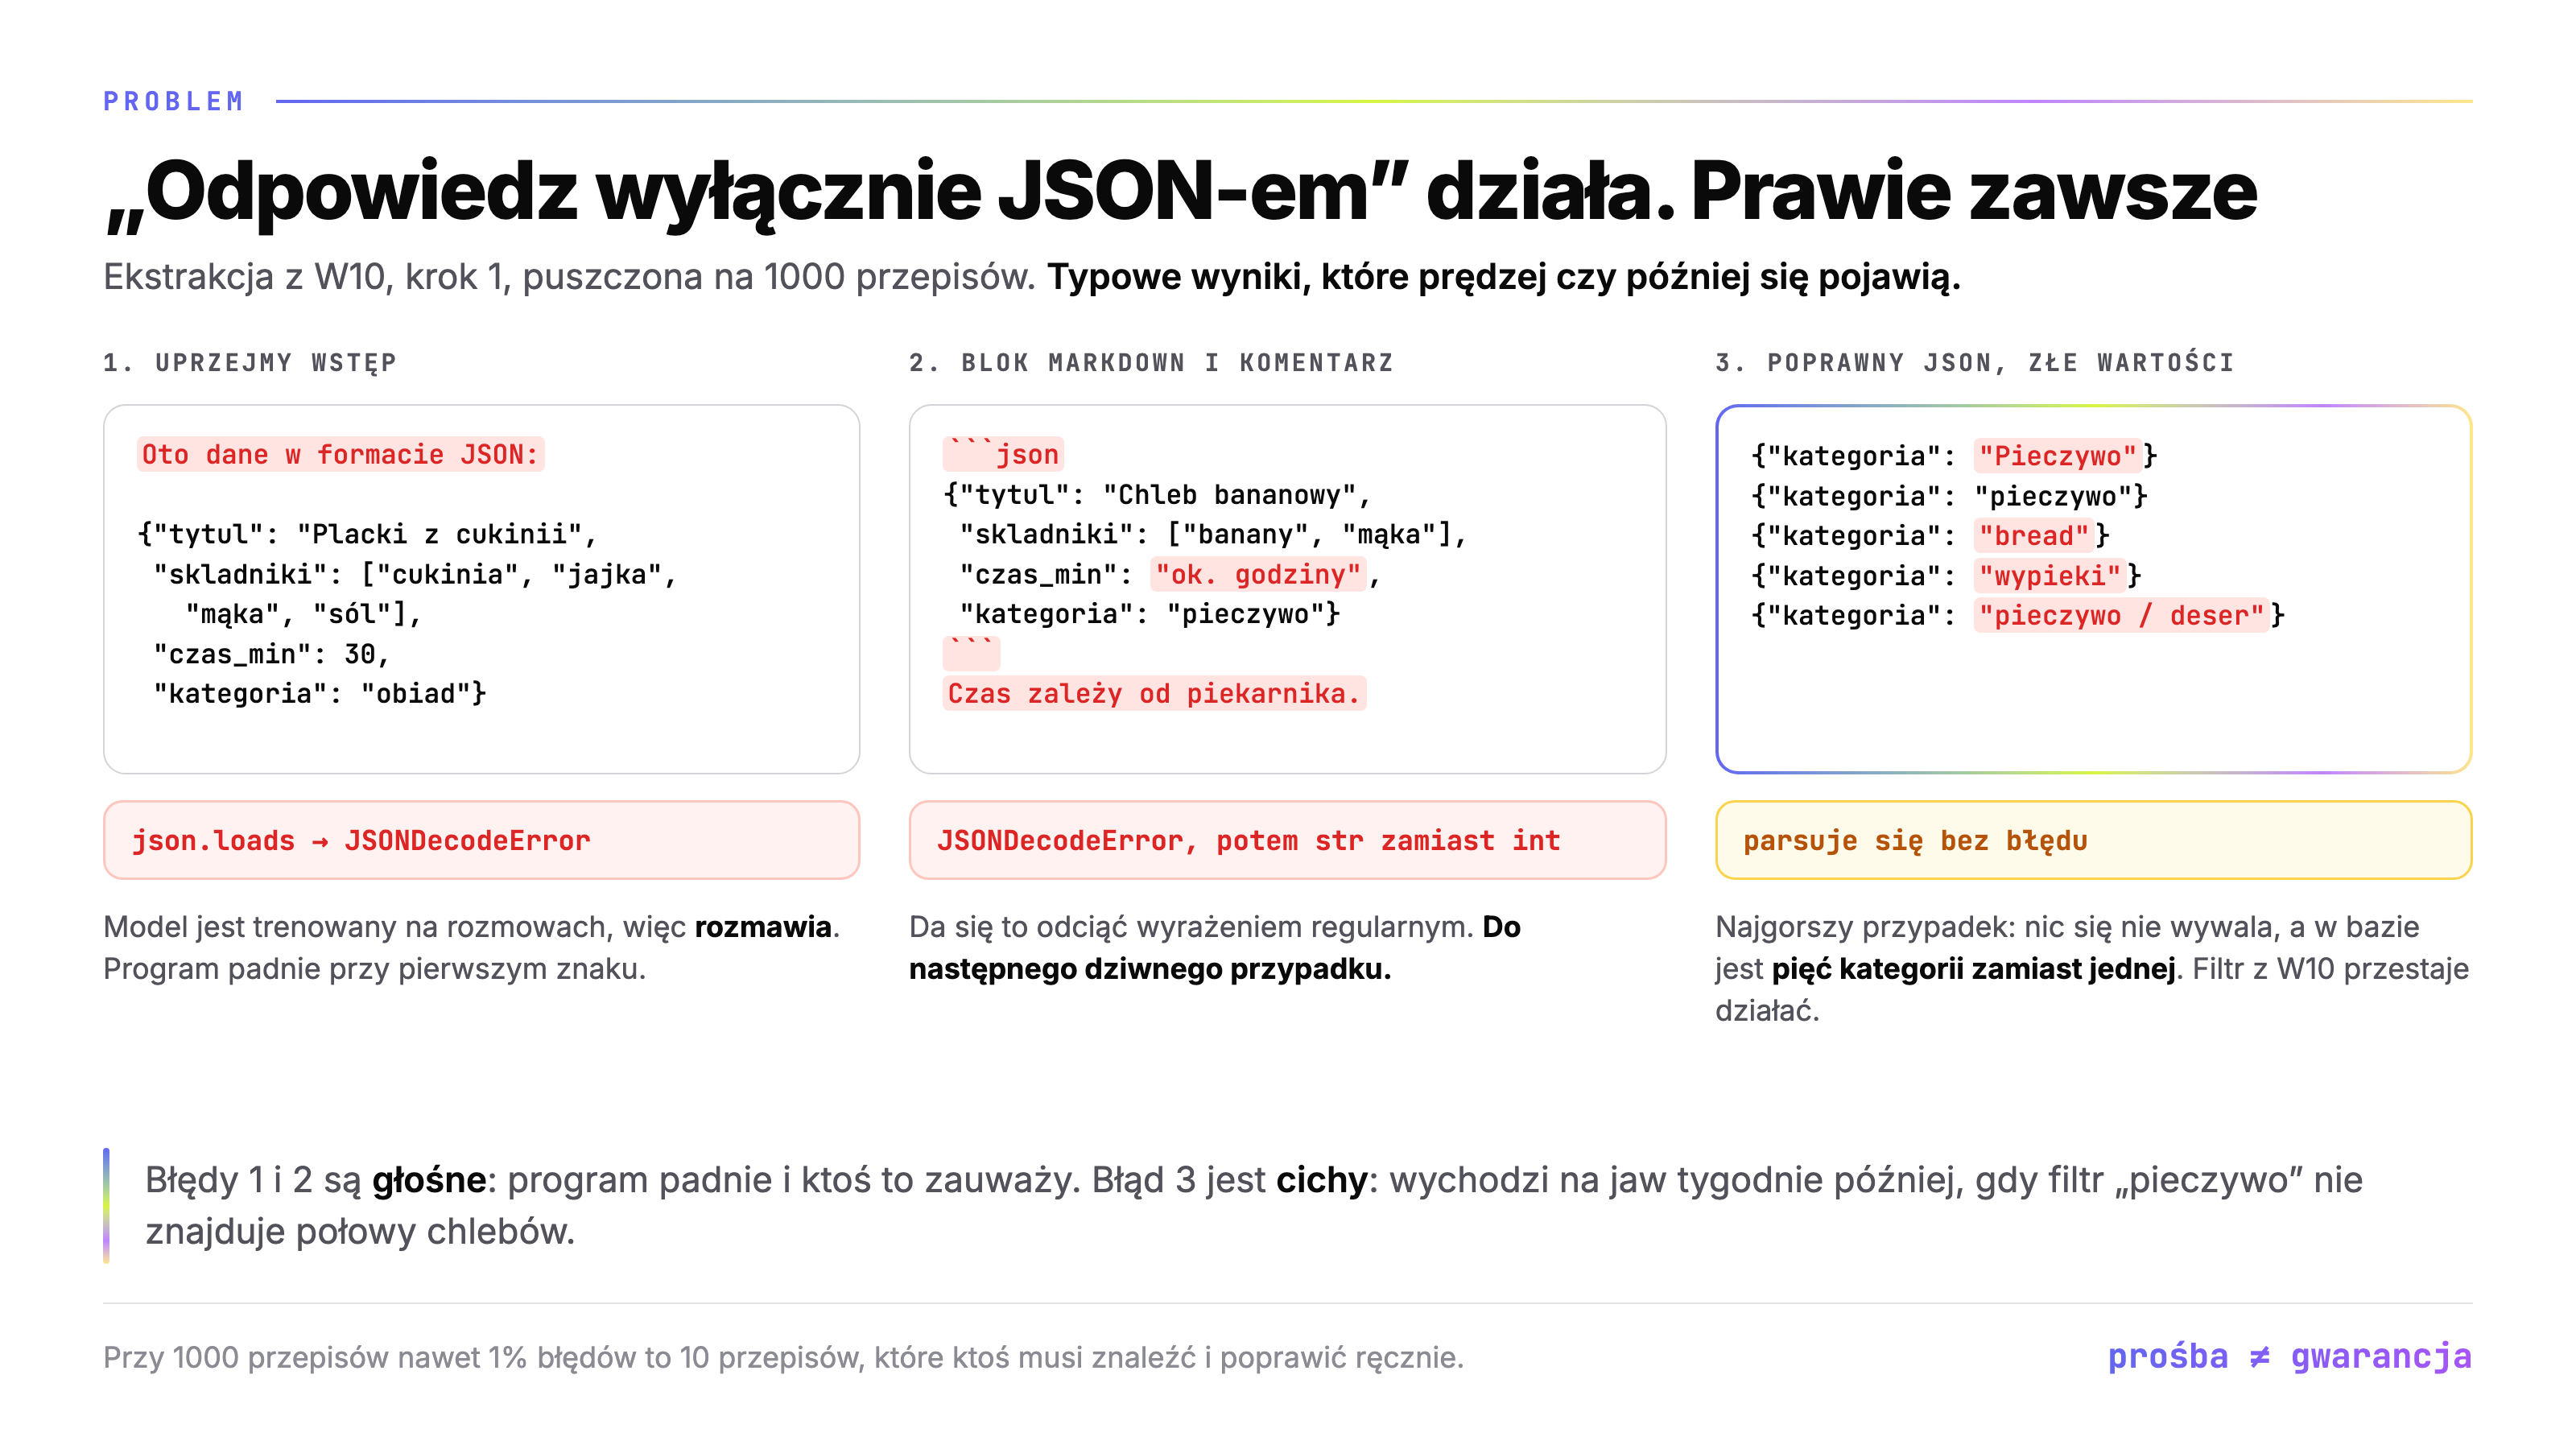 PROBLEM
„Odpowiedz wyłącznie JSON-em” działa. Prawie zawsze
Ekstrakcja z W10, krok 1, puszczona na 1000 przepisów. Typowe wyniki, które prędzej czy później się pojawią.
1. UPRZEJMY WSTĘP
Oto dane w formacie JSON:
{"tytul": "Placki z cukinii",
"skladniki": ["cukinia", "jajka",
"mąka", "sól"],
"czas_min": 30,
"kategoria": "obiad"}
json.loads → JSONDecodeError
Model jest trenowany na rozmowach, więc rozmawia.
Program padnie przy pierwszym znaku.
2. BLOK MARKDOWN I KOMENTARZ
```json
{"tytul": "Chleb bananowy",
"skladniki": ["banany", "mąka"],
"czas_min": "ok. godziny",
"kategoria": "pieczywo"}
```
Czas zależy od piekarnika.
JSONDecodeError, potem str zamiast int
Da się to odciąć wyrażeniem regularnym. Do
następnego dziwnego przypadku.
3. POPRAWNY JSON, ZŁE WARTOŚCI
{"kategoria": "Pieczywo"}
{"kategoria": "pieczywo"}
{"kategoria": "bread"}
{"kategoria": "wypieki"}
{"kategoria": "pieczywo / deser"}
parsuje się bez błędu
Najgorszy przypadek: nic się nie wywala, a w bazie
jest pięć kategorii zamiast jednej. Filtr z W10 przestaje
działać.
Błędy 1 i 2 są głośne: program padnie i ktoś to zauważy. Błąd 3 jest cichy: wychodzi na jaw tygodnie później, gdy filtr „pieczywo” nie
znajduje połowy chlebów.
Przy 1000 przepisów nawet 1% błędów to 10 przepisów, które ktoś musi znaleźć i poprawić ręcznie.
prośba ≠ gwarancja